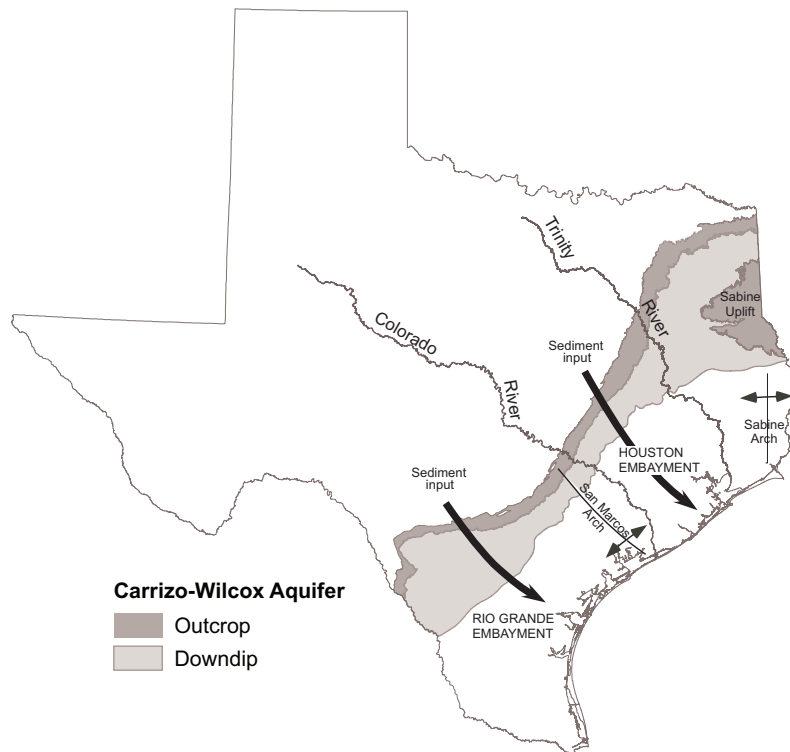 Trinity
River
Sabine
Uplift
Colorado
River
Sediment
input
Sabine
Arch
HOUSTON
EMBAYMENT
Sediment
input
San Marcos
Arch
Carrizo-Wilcox Aquifer
Outcrop
Downdip
RIO GRANDE
EMBAYMENT